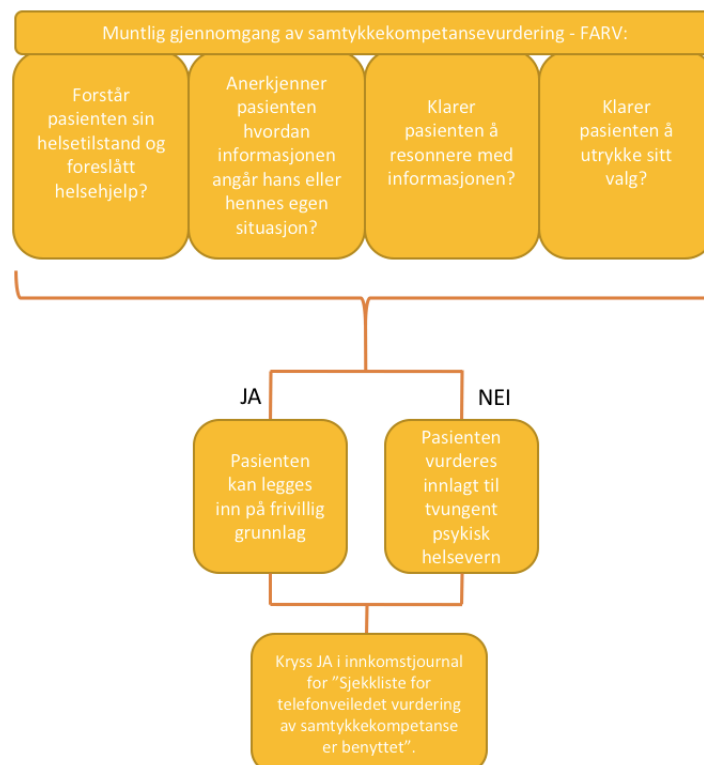 Muntlig gjennomgang av samtykkekompetansevurdering - FARV:
Forstår
pasienten sin
helsetilstand og
foreslått
helsehjelp?
Anerkjenner
pasienten
hvordan
informasjonen
angår hans eller
hennes egen
situasjon?
Klarer
pasienten å
resonnere med
informasjonen?
Klarer
pasienten å
utrykke sitt
valg?
JA
NEI
Pasienten
kan legges
inn på frivillig
grunnlag
Pasienten
vurderes
innlagt til
tvungent
psykisk
helsevern
Kryss JA i innkomstjournal
for ”Sjekkliste for
telefonveiledet vurdering
av samtykkekompetanse
er benyttet”.